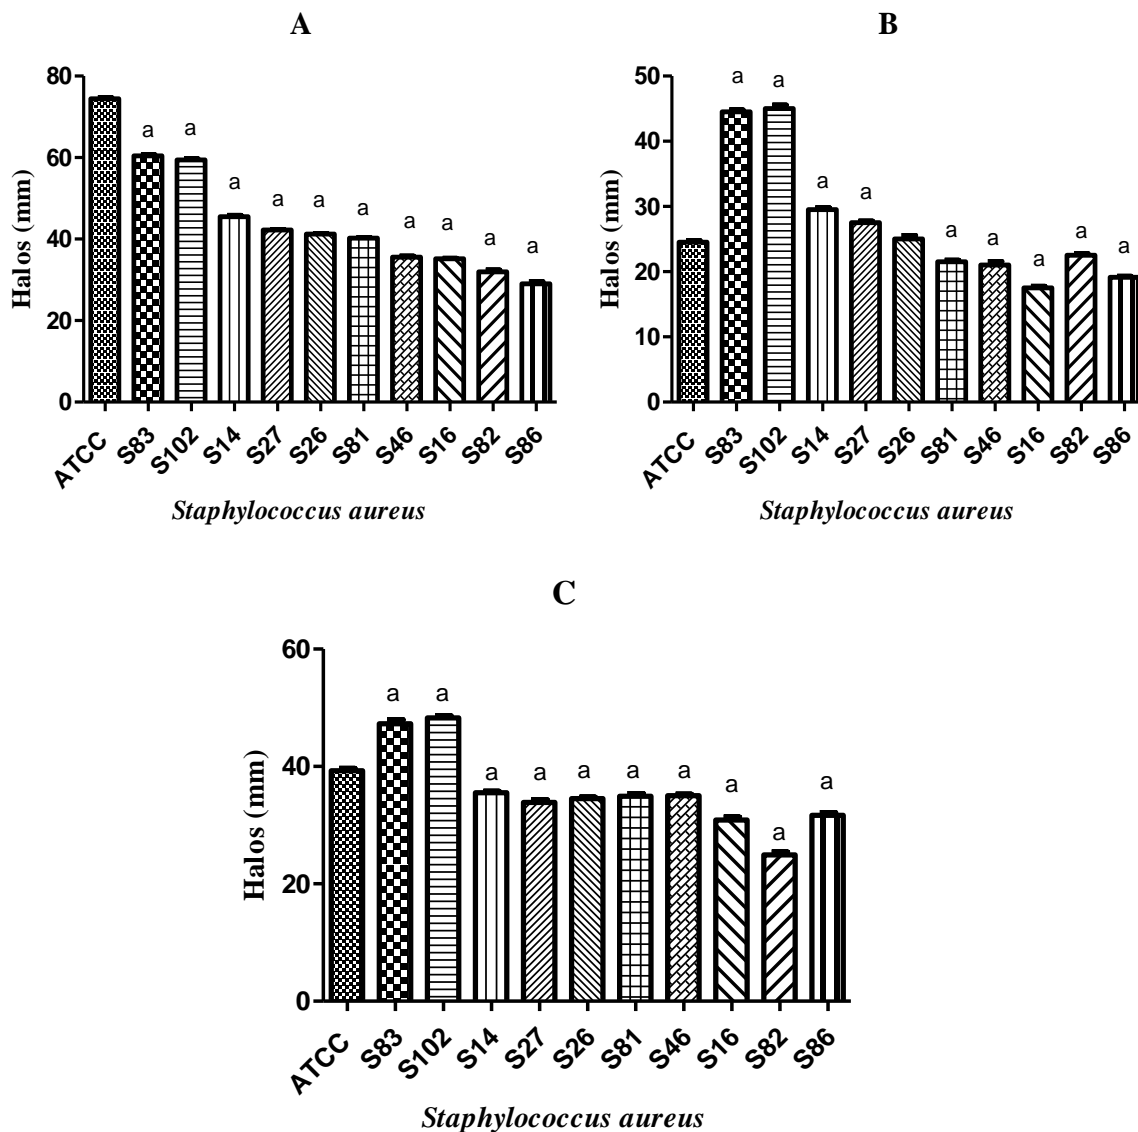 A
Halos (mm)
80
60
40
20
0
a a a a a a a a a a
ATCC S83 S102 S14 S27 S26 S81 S46 S16 S82 S86
Staphylococcus aureus
B
Halos (mm)
50
40
30
20
10
0
a a a a a a a a a
ATCC S83 S102 S14 S27 S26 S81 S46 S16 S82 S86
Staphylococcus aureus
C
Halos (mm)
60
40
20
0
a a a a a a a a a a
ATCC S83 S102 S14 S27 S26 S81 S46 S16 S82 S86
Staphylococcus aureus